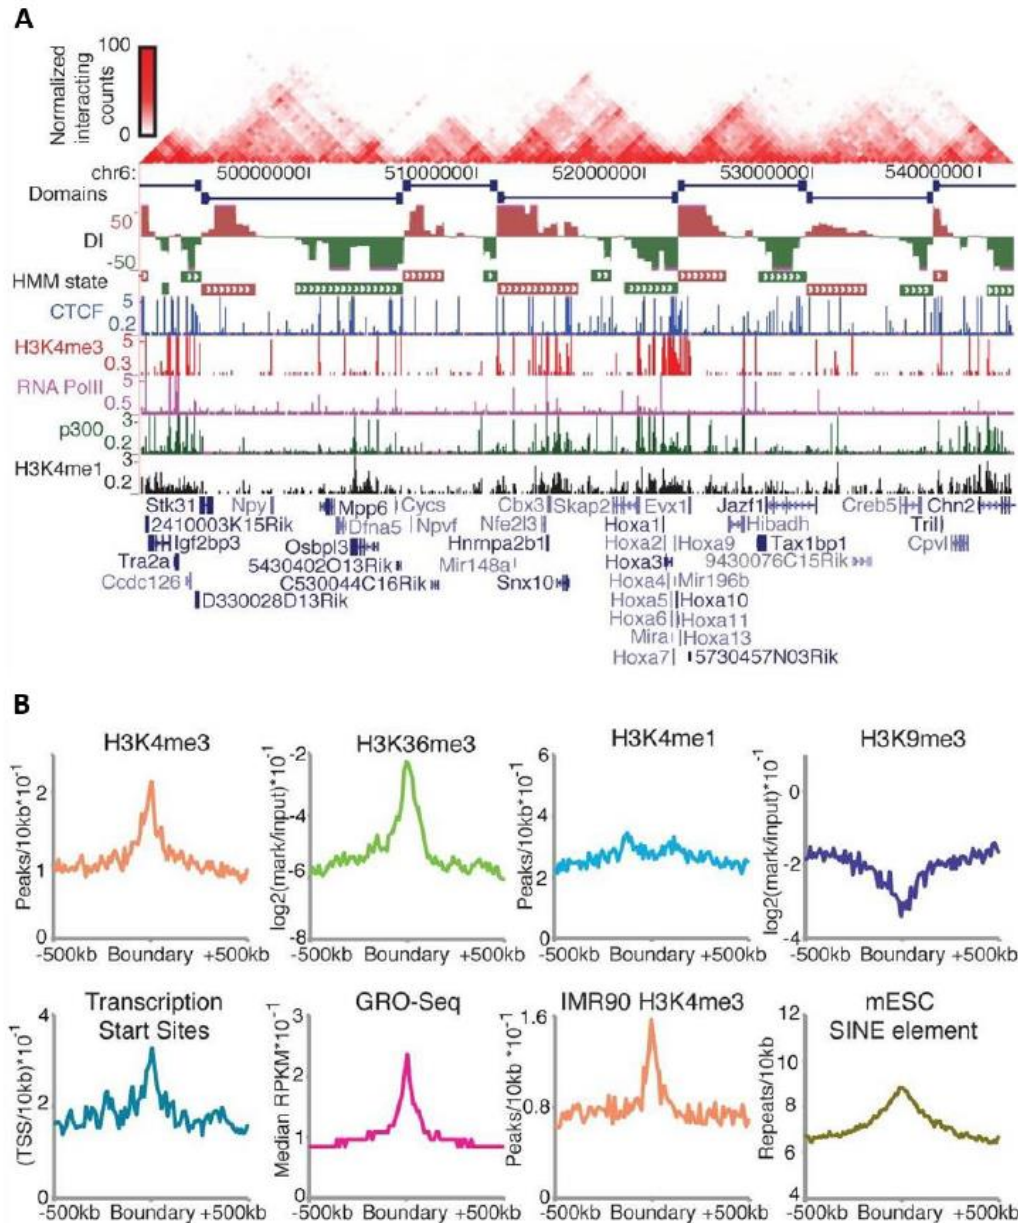 A
Normalized interacting counts
100
0
chr6: 50000000| 51000000| 52000000| 53000000| 54000000|
Domains
50
DI
-50
HMM state
5
CTCF
0.2
H3K4me3 5
0.3
RNA PolII 5
0.5
p300 3
0.2
H3K4me1 3
0.2
Stk31 Npy Mpp6 Cycs Cbx3 Skap2 Evx1 Jazf1 Creb5 Chn2
2410003K15Rik Dfna5 Npvf Nfe2l3 Hoxa1 Hibadh Tril
Igf2bp3 Osbpl3 Hnrnpa2b1 Hoxa2 Hoxa9 Tax1bp1 Cpvl
Tra2a 5430402O13Rik Mir148a Hoxa3 9430076C15Rik
Ccdc126 C530044C16Rik Snx10 Hoxa4 Mir196b
D330028D13Rik Hoxa5 Hoxa10
Hoxa6 Hoxa11
Mira Hoxa13
Hoxa7 5730457N03Rik
B
H3K4me3
Peaks/10kb*10-1
2
1
0
-500kb Boundary +500kb
H3K36me3
log2(mark/input)*10-1
-2
-4
-6
-8
-500kb Boundary +500kb
H3K4me1
Peaks/10kb*10-1
6
4
2
0
-500kb Boundary +500kb
H3K9me3
log2(mark/input)*10-1
0
-2
-4
-500kb Boundary +500kb
Transcription
Start Sites
(TSS/10kb)*10-1
4
2
0
-500kb Boundary +500kb
GRO-Seq
Median RPKM*10-1
3
2
1
0
-500kb Boundary +500kb
IMR90 H3K4me3
Peaks/10kb *10-1
1.6
0.8
0
-500kb Boundary +500kb
mESC
SINE element
Repeats/10kb
12
10
8
6
4
-500kb Boundary +500kb